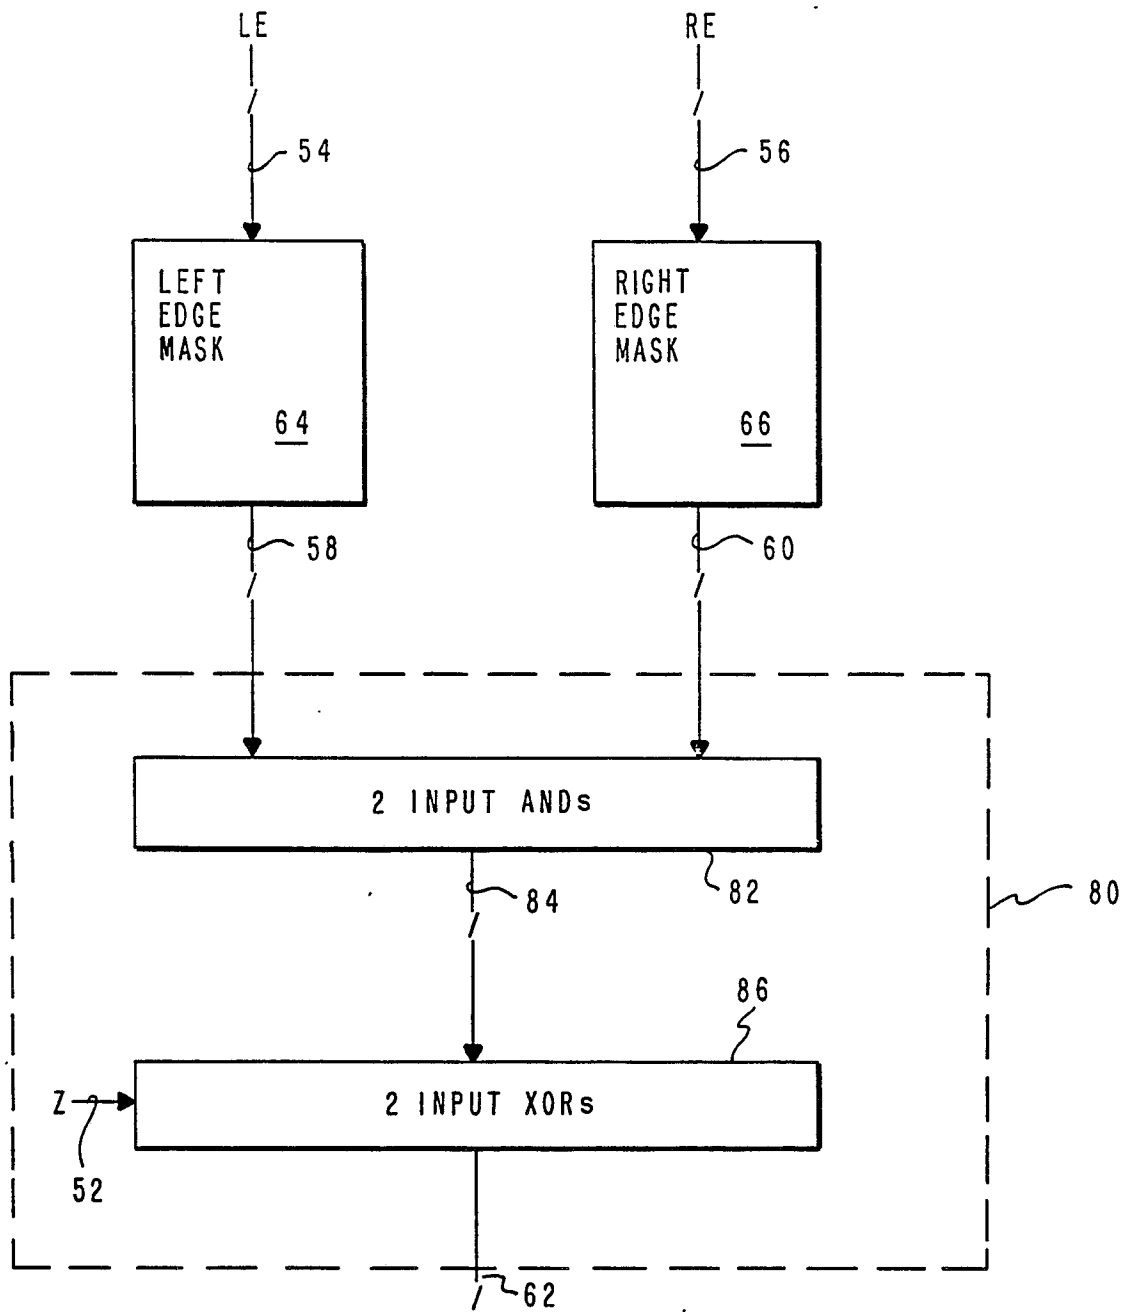 LE
RE
54
56
LEFT
EDGE
MASK
64
RIGHT
EDGE
MASK
66
58
60
2 INPUT ANDs
84
82
80
86
Z
2 INPUT XORs
52
62